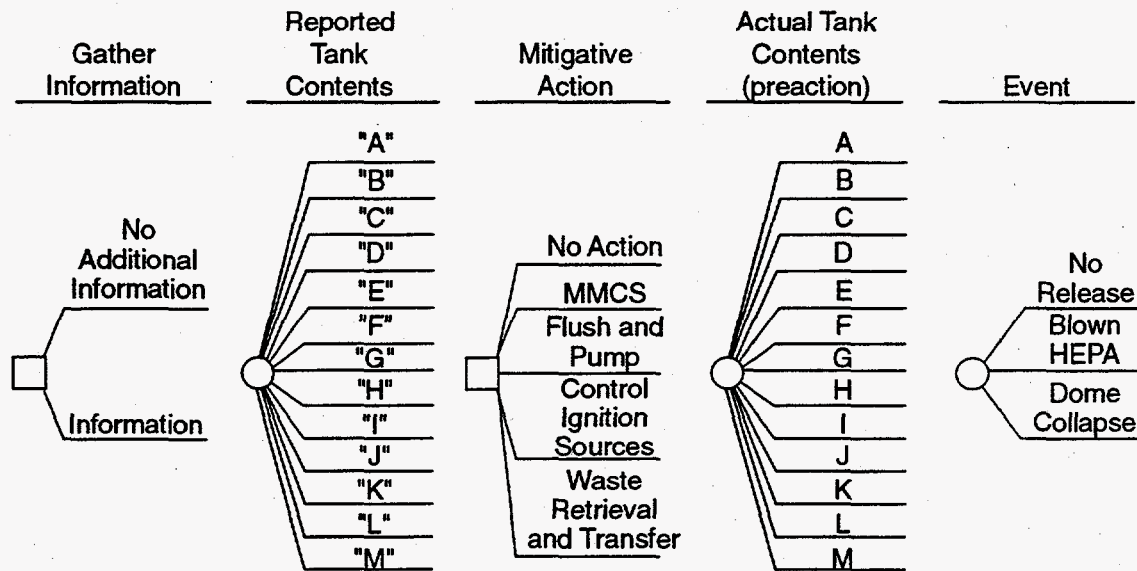 Gather
Information
Reported
Tank
Contents
Mitigative
Action
Actual Tank
Contents
(preaction)
Event
No
Additional
Information
Information
"A"
"B"
"C"
"D"
"E"
"F"
"G"
"H"
"I"
"J"
"K"
"L"
"M"
No Action
MMCS
Flush and
Pump
Control
Ignition
Sources
Waste
Retrieval
and Transfer
A
B
C
D
E
F
G
H
I
J
K
L
M
No
Release
Blown
HEPA
Dome
Collapse